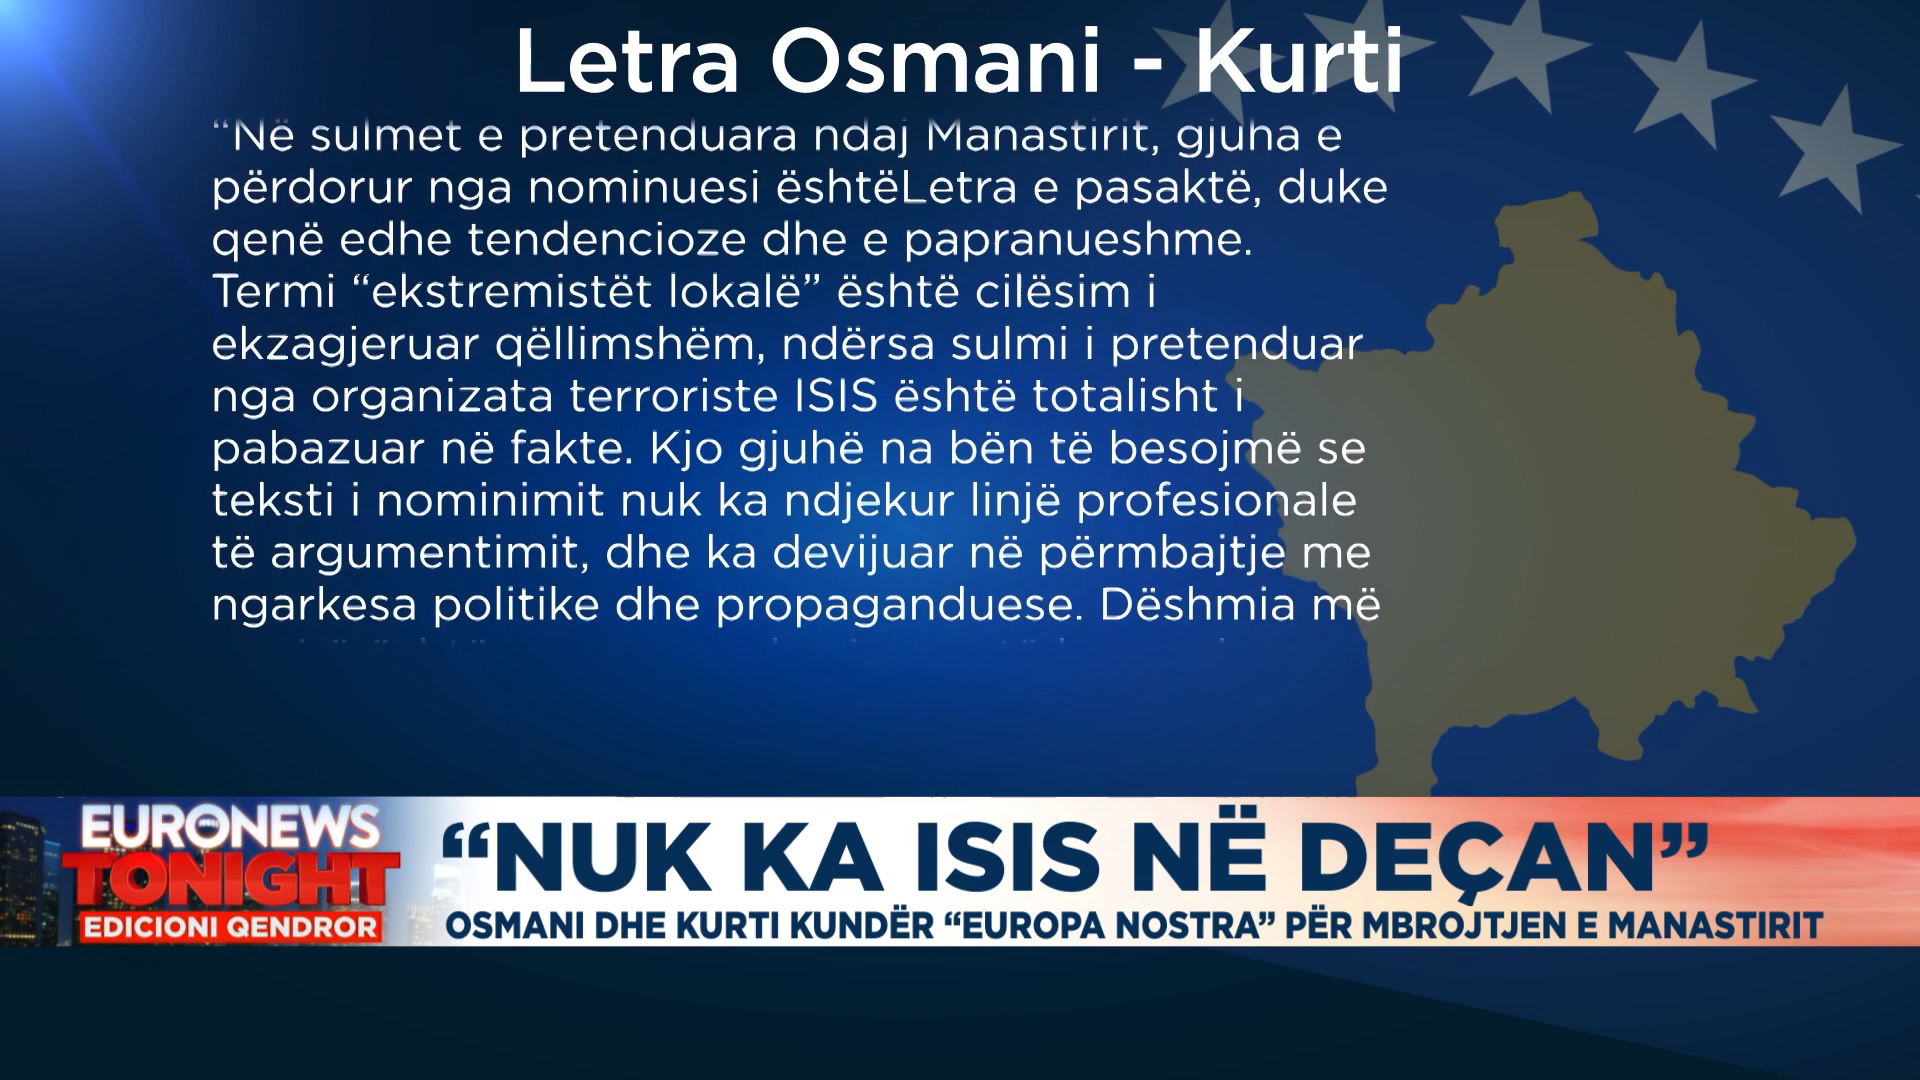 Letra Osmani - Kurti
“Në sulmet e pretenduara ndaj Manastirit, gjuha e
përdorur nga nominuesi ështëLetra e pasaktë, duke
qenë edhe tendencioze dhe e papranueshme.
Termi “ekstremistët lokalë” është cilësim i
ekzagjeruar qëllimshëm, ndërsa sulmi i pretenduar
nga organizata terroriste ISIS është totalisht i
pabazuar në fakte. Kjo gjuhë na bën të besojmë se
teksti i nominimit nuk ka ndjekur linjë profesionale
të argumentimit, dhe ka devijuar në përmbajtje me
ngarkesa politike dhe propaganduese. Dëshmia më
EURONEWS
TONIGHT
EDICIONI QENDROR
“NUK KA ISIS NË DEÇAN”
OSMANI DHE KURTI KUNDËR “EUROPA NOSTRA” PËR MBROJTJEN E MANASTIRIT